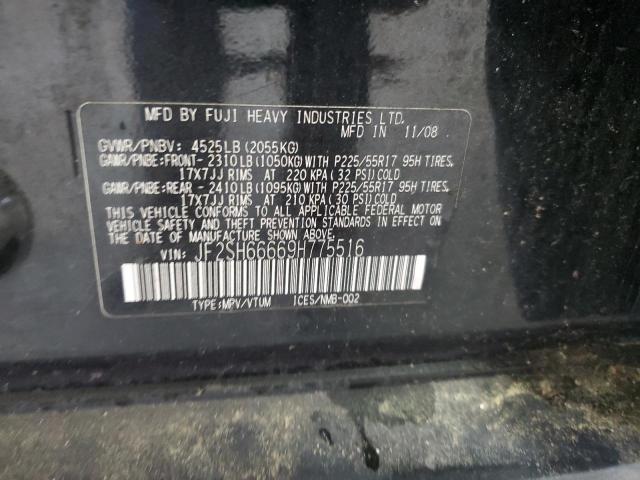 MFD BY FUJI HEAVY INDUSTRIES LTD.
MFD IN 11/08
GVWR/PNBV: 4525LB(2055KG)
GAWR/PNBE:FRONT- 2310LB(1050KG)WITH P225/55R17 95H TIRES,
17X7JJ RIMS AT 220 KPA(32 PSI)COLD
GAWR/PNBE:REAR - 2410LB(1095KG)WITH P225/55R17 95H TIRES,
17X7JJ RIMS AT 210 KPA(30 PSI)COLD
THIS VEHICLE CONFORMS TO ALL APPLICABLE FEDERAL MOTOR
VEHICLE SAFETY AND THEFT PREVENTION STANDARDS IN EFFECT ON
THE DATE OF MANUFACTURE SHOWN ABOVE.
VIN: JF2SH66669H775516
TYPE:MPV/VTUM ICES/NMB-002